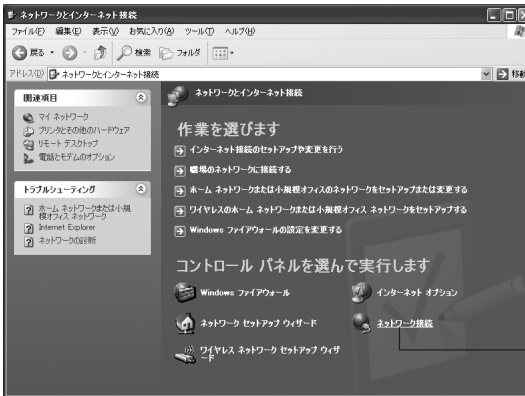 ネットワークとインターネット接続
ファイル(F) 編集(E) 表示(V) お気に入り(A) ツール(T) ヘルプ(H)
戻る 検索 フォルダ
アドレス(D) ネットワークとインターネット接続 移動
関連項目
マイ ネットワーク
プリンタとその他のハードウェア
リモート デスクトップ
電話とモデムのオプション
トラブルシューティング
ホーム ネットワークまたは小規
模オフィス ネットワーク
Internet Explorer
ネットワークの診断
ネットワークとインターネット接続
作業を選びます
インターネット接続のセットアップや変更を行う
職場のネットワークに接続する
ホーム ネットワークまたは小規模オフィスのネットワークをセットアップまたは変更する
ワイヤレスのホーム ネットワークまたは小規模オフィス ネットワークをセットアップする
Windows ファイアウォールの設定を変更する
コントロール パネルを選んで実行します
Windows ファイアウォール
インターネット オプション
ネットワーク セットアップ ウィザード
ネットワーク接続
ワイヤレス ネットワーク セットアップ ウィザ
ード